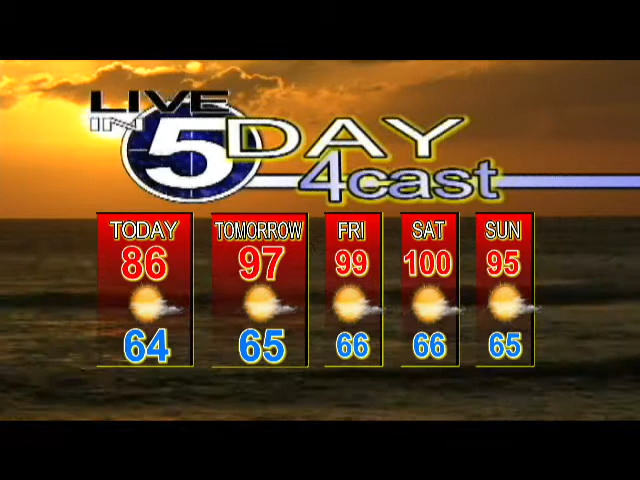 LIVE
IN 5 DAY
4cast
TODAY TOMORROW FRI SAT SUN
86 97 99 100 95
64 65 66 66 65